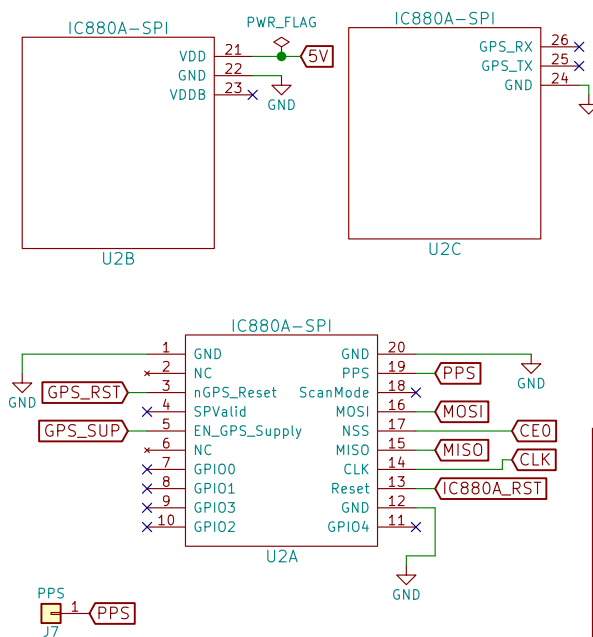 PWR_FLAG
IC880A-SPI
VDD 21 5V
GND 22
VDDB 23
GND
U2B
IC880A-SPI
GPS_RX 26
GPS_TX 25
GND 24
U2C
IC880A-SPI
1 GND GND 20
2 NC PPS 19 PPS
GND GPS_RST 3 nGPS_Reset ScanMode 18 GND
4 SPValid MOSI 16 MOSI
GPS_SUP 5 EN_GPS_Supply NSS 17 CE0
6 NC MISO 15 MISO
7 GPIO0 CLK 14 CLK
8 GPIO1 Reset 13 IC880A_RST
9 GPIO3 GND 12
10 GPIO2 GPIO4 11
U2A
GND
PPS
1 PPS
J7